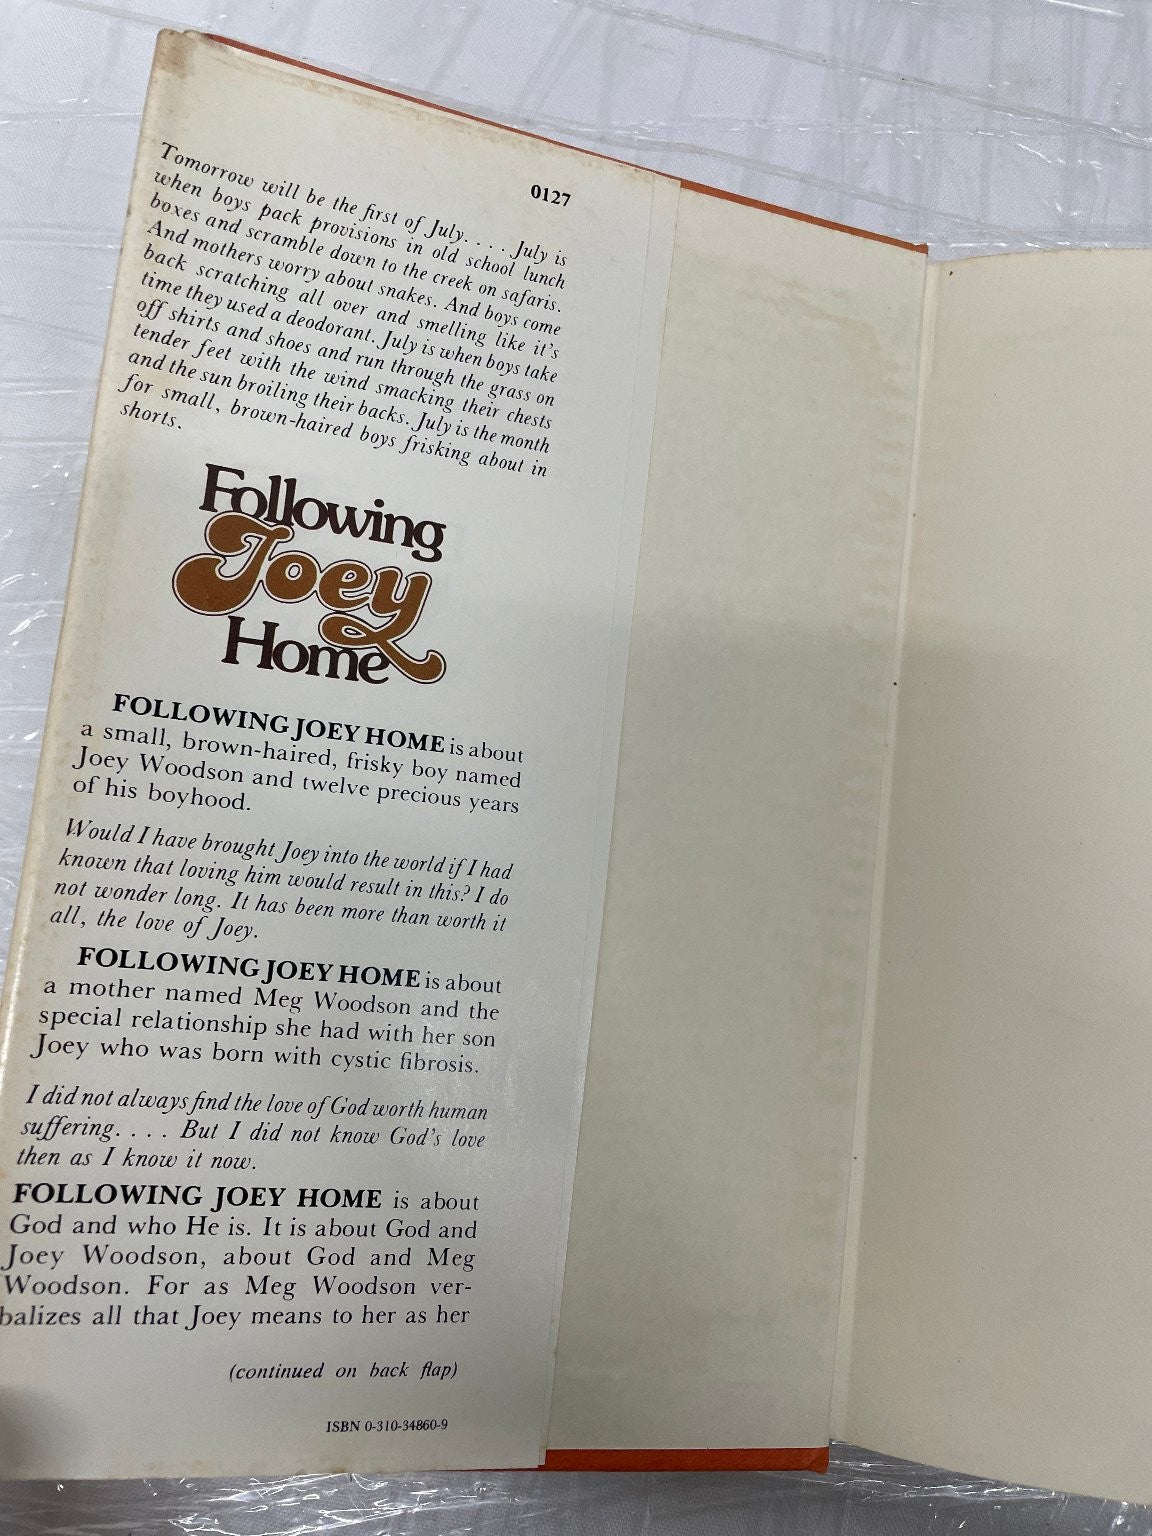 0127
Tomorrow will be the first of July. . . . July is
when boys pack provisions in old school lunch
boxes and scramble down to the creek on safaris.
And mothers worry about snakes. And boys come
back scratching all over and smelling like it's
time they used a deodorant. July is when boys take
off shirts and shoes and run through the grass on
tender feet with the wind smacking their chests
and the sun broiling their backs. July is the month
for small, brown-haired boys frisking about in
shorts.
Following
Joey
Home
FOLLOWING JOEY HOME is about
a small, brown-haired, frisky boy named
Joey Woodson and twelve precious years
of his boyhood.
Would I have brought Joey into the world if I had
known that loving him would result in this? I do
not wonder long. It has been more than worth it
all, the love of Joey.
FOLLOWING JOEY HOME is about
a mother named Meg Woodson and the
special relationship she had with her son
Joey who was born with cystic fibrosis.
I did not always find the love of God worth human
suffering. . . . But I did not know God's love
then as I know it now.
FOLLOWING JOEY HOME is about
God and who He is. It is about God and
Joey Woodson, about God and Meg
Woodson. For as Meg Woodson ver-
balizes all that Joey means to her as her
(continued on back flap)
ISBN 0-310-34860-9